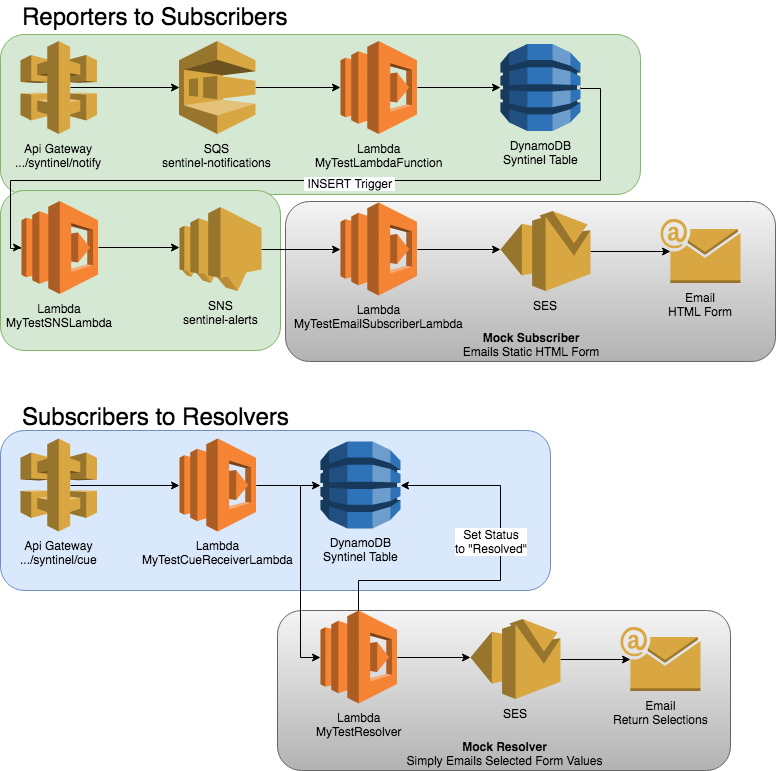 Reporters to Subscribers
Api Gateway
.../syntinel/notify
SQS
sentinel-notifications
Lambda
MyTestLambdaFunction
DynamoDB
Syntinel Table
INSERT Trigger
Lambda
MyTestSNSLambda
SNS
sentinel-alerts
Lambda
MyTestEmailSubscriberLambda
SES
@
Email
HTML Form
Mock Subscriber
Emails Static HTML Form
Subscribers to Resolvers
Api Gateway
.../syntinel/cue
Lambda
MyTestCueReceiverLambda
DynamoDB
Syntinel Table
Set Status
to "Resolved"
Lambda
MyTestResolver
SES
@
Email
Return Selections
Mock Resolver
Simply Emails Selected Form Values